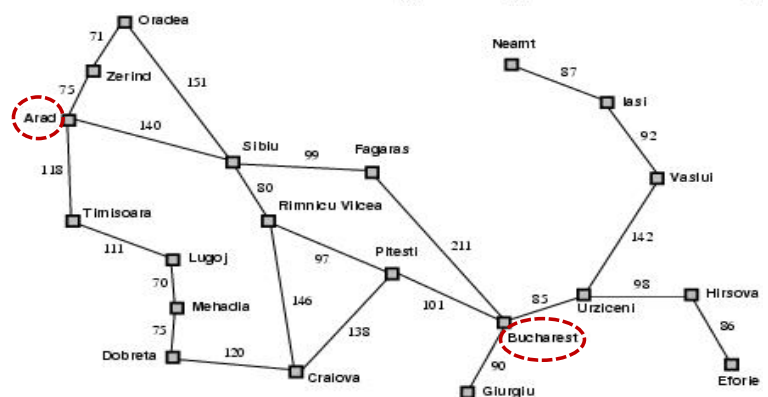 Oradea
71
Neamt
Zerind
87
75
151
Iasi
Arad
140
92
Sibiu
Fagaras
99
118
Vaslui
80
Timisoara
Rimnicu Vilcea
111
Lugoj
97
Pitesti
211
142
70
98
Hirsova
146
101
85
Mehadia
Urziceni
75
138
86
Bucharest
Dobreta
120
90
Craiova
Eforie
Giurgiu